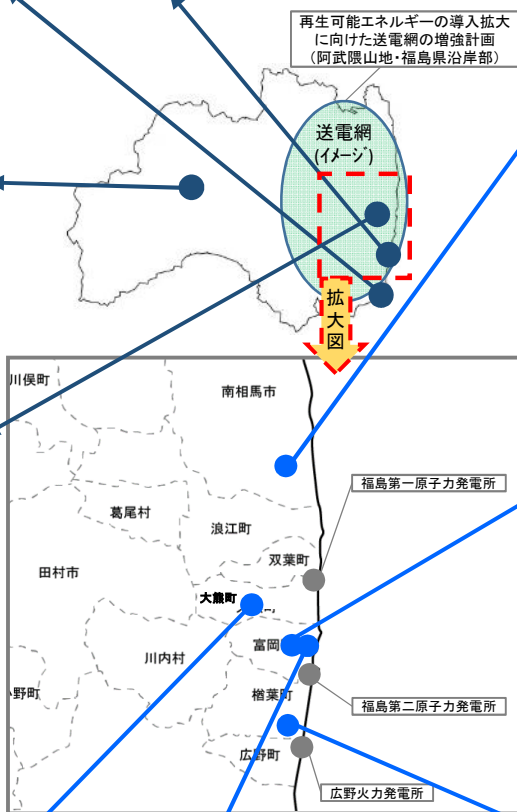 再生可能エネルギーの導入拡大
に向けた送電網の増強計画
(阿武隈山地・福島県沿岸部)
送電網
(イメージ)
拡大図
川俣町
南相馬市
福島第一原子力発電所
葛尾村
浪江町
双葉町
田村市
大熊町
富岡
川内村
楢葉町
福島第二原子力発電所
野町
広野町
広野火力発電所